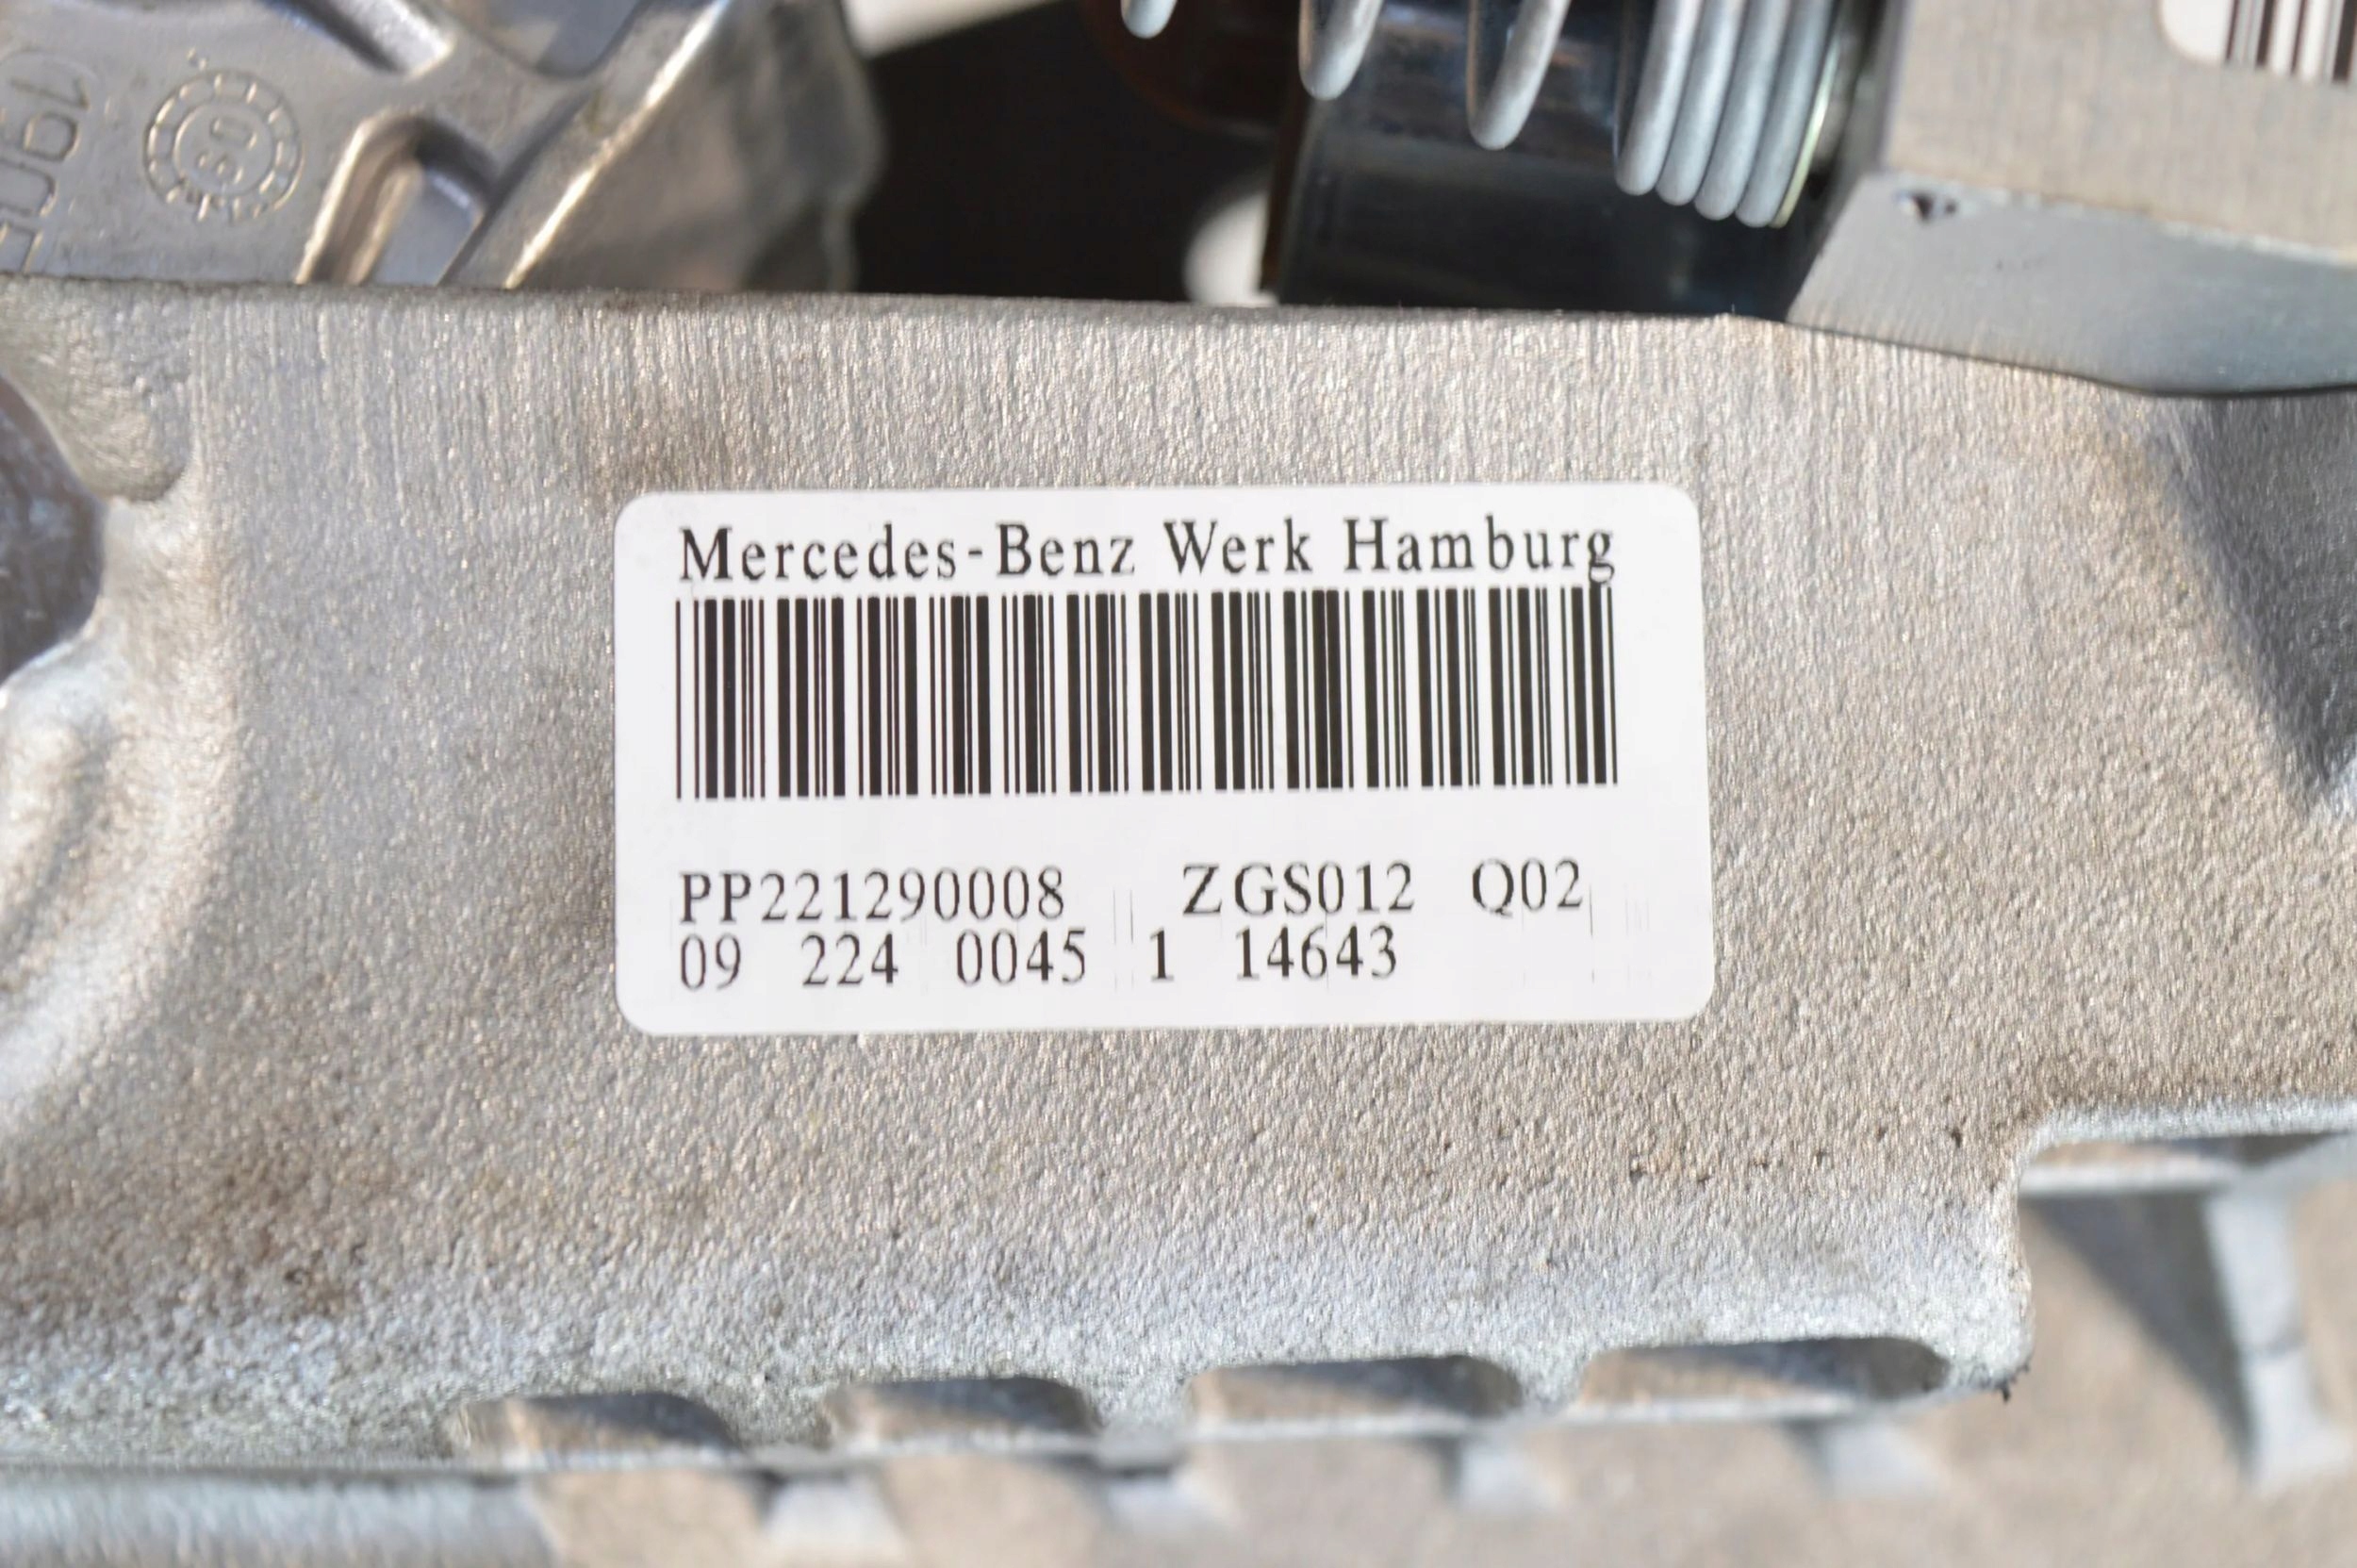 Mercedes-Benz Werk Hamburg
PP221290008 ZGS012 Q02
09 224 0045 1 14643